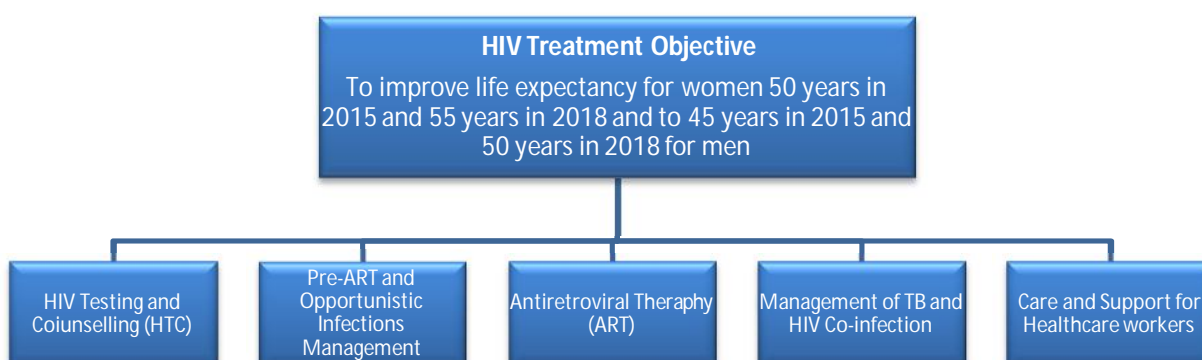 HIV Treatment Objective
To improve life expectancy for women 50 years in
2015 and 55 years in 2018 and to 45 years in 2015 and
50 years in 2018 for men
HIV Testing and
Coiunselling (HTC)
Pre-ART and
Opportunistic
Infections
Management
Antiretroviral Theraphy
(ART)
Management of TB and
HIV Co-infection
Care and Support for
Healthcare workers